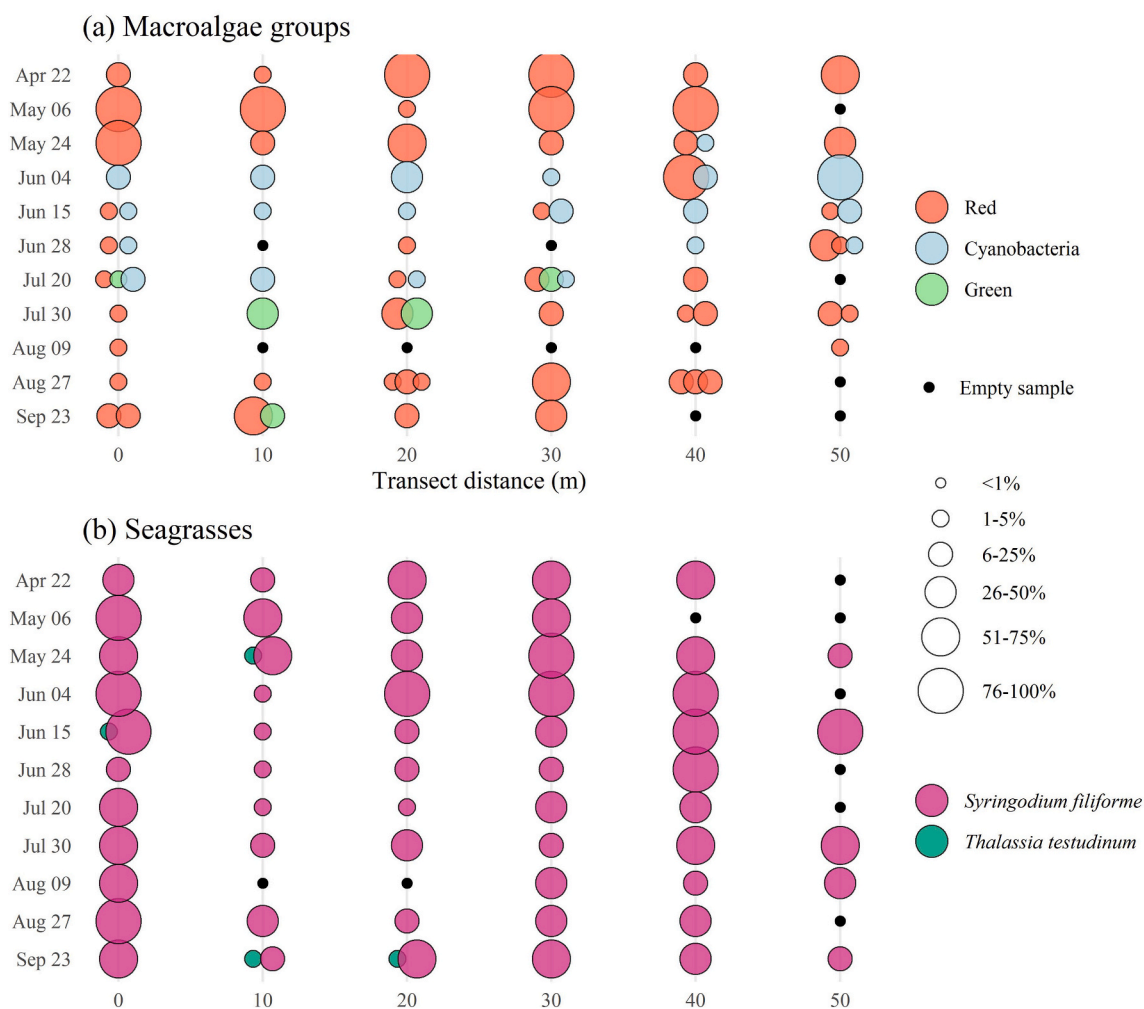 (a) Macroalgae groups
Apr 22
May 06
May 24
Jun 04
Jun 15
Jun 28
Jul 20
Jul 30
Aug 09
Aug 27
Sep 23
0 10 20 30 40 50
Transect distance (m)
Red
Cyanobacteria
Green
Empty sample
<1%
1-5%
6-25%
26-50%
51-75%
76-100%
(b) Seagrasses
Apr 22
May 06
May 24
Jun 04
Jun 15
Jun 28
Jul 20
Jul 30
Aug 09
Aug 27
Sep 23
0 10 20 30 40 50
Syringodium filiforme
Thalassia testudinum